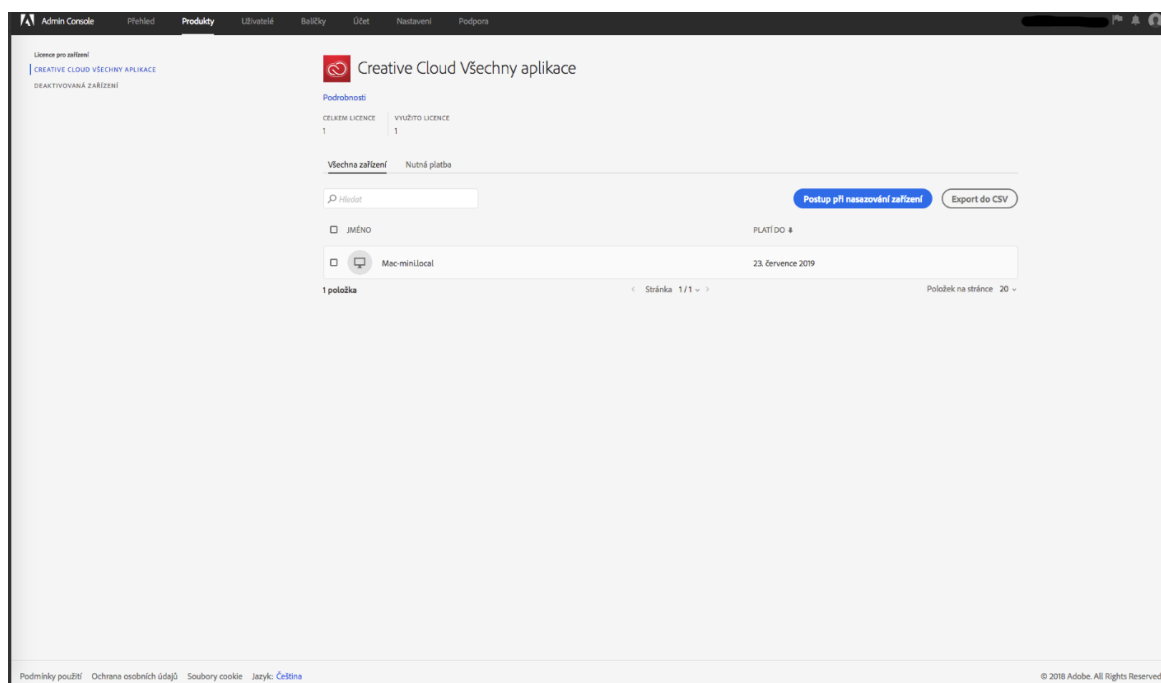 Admin Console Přehled Produkty Uživatelé Balíčky Účet Nastavení Podpora
Licence pro zařízení
CREATIVE CLOUD VŠECHNY APLIKACE
DEAKTIVOVANÁ ZAŘÍZENÍ
Creative Cloud Všechny aplikace
Podrobnosti
CELKEM LICENCE VYUŽITO LICENCE
1 1
Všechna zařízení Nutná platba
Hledat Postup při nasazování zařízení Export do CSV
JMÉNO PLATÍ DO
Mac-mini.local 23. července 2019
1 položka Stránka 1 / 1 Položek na stránce 20
Podmínky použití Ochrana osobních údajů Soubory cookie Jazyk: Čeština © 2018 Adobe. All Rights Reserved